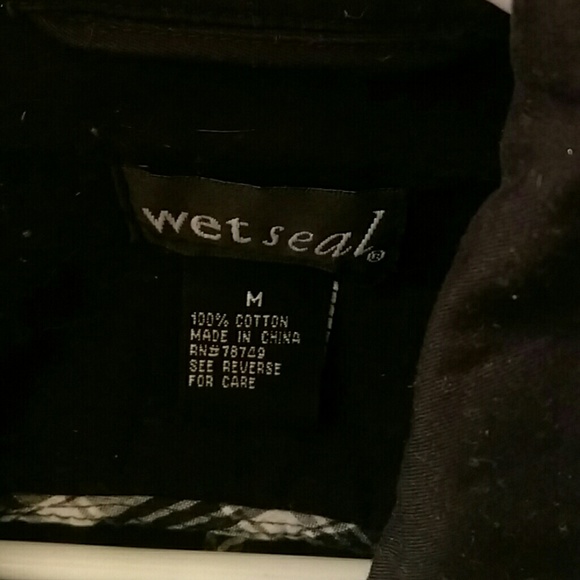 wet seal®
M
100% COTTON
MADE IN CHINA
RN#78749
SEE REVERSE
FOR CARE